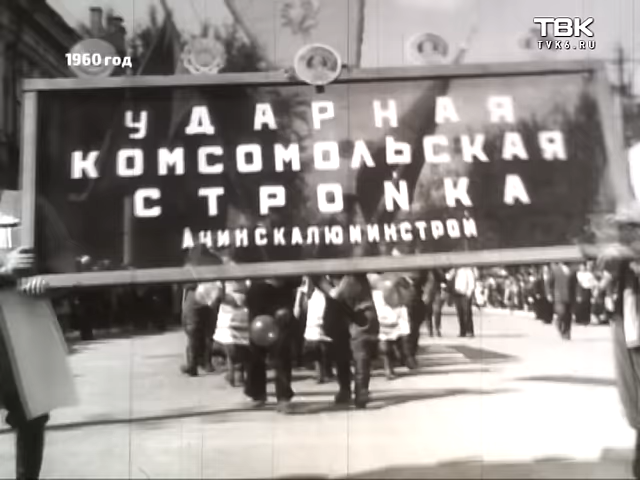 ТВК
TVK6.RU
1960 год
УДАРНАЯ
КОМСОМОЛЬСКАЯ
СТРОЙКА
АЧИНСКАЛЮМИНСТРОЙ